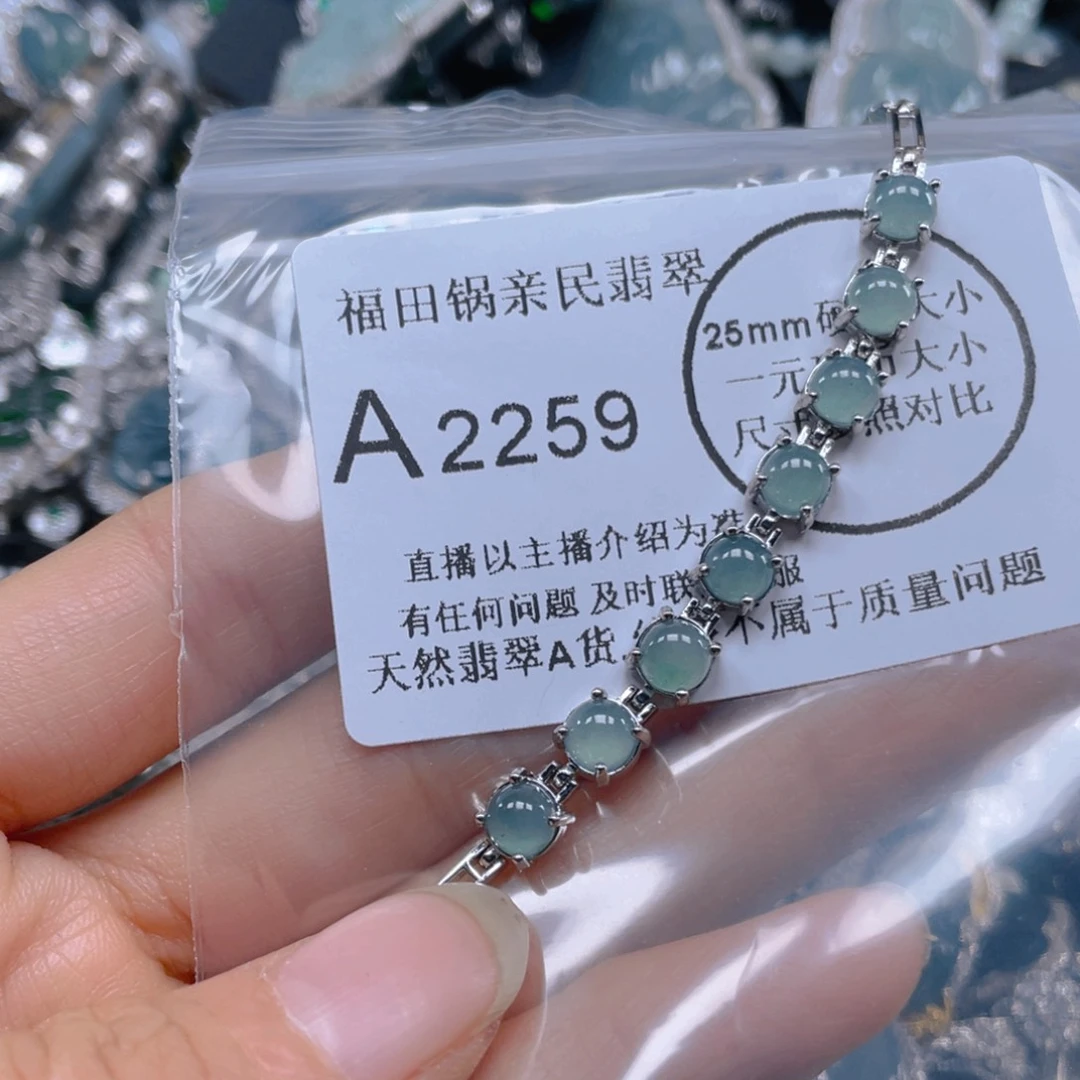 福田锅亲民翡翠
25mm 大小
一元 大小
尺 照对比
A2259
直播以主播介绍为
有任何问题 及时联 服
天然翡翠A货 不属于质量问题